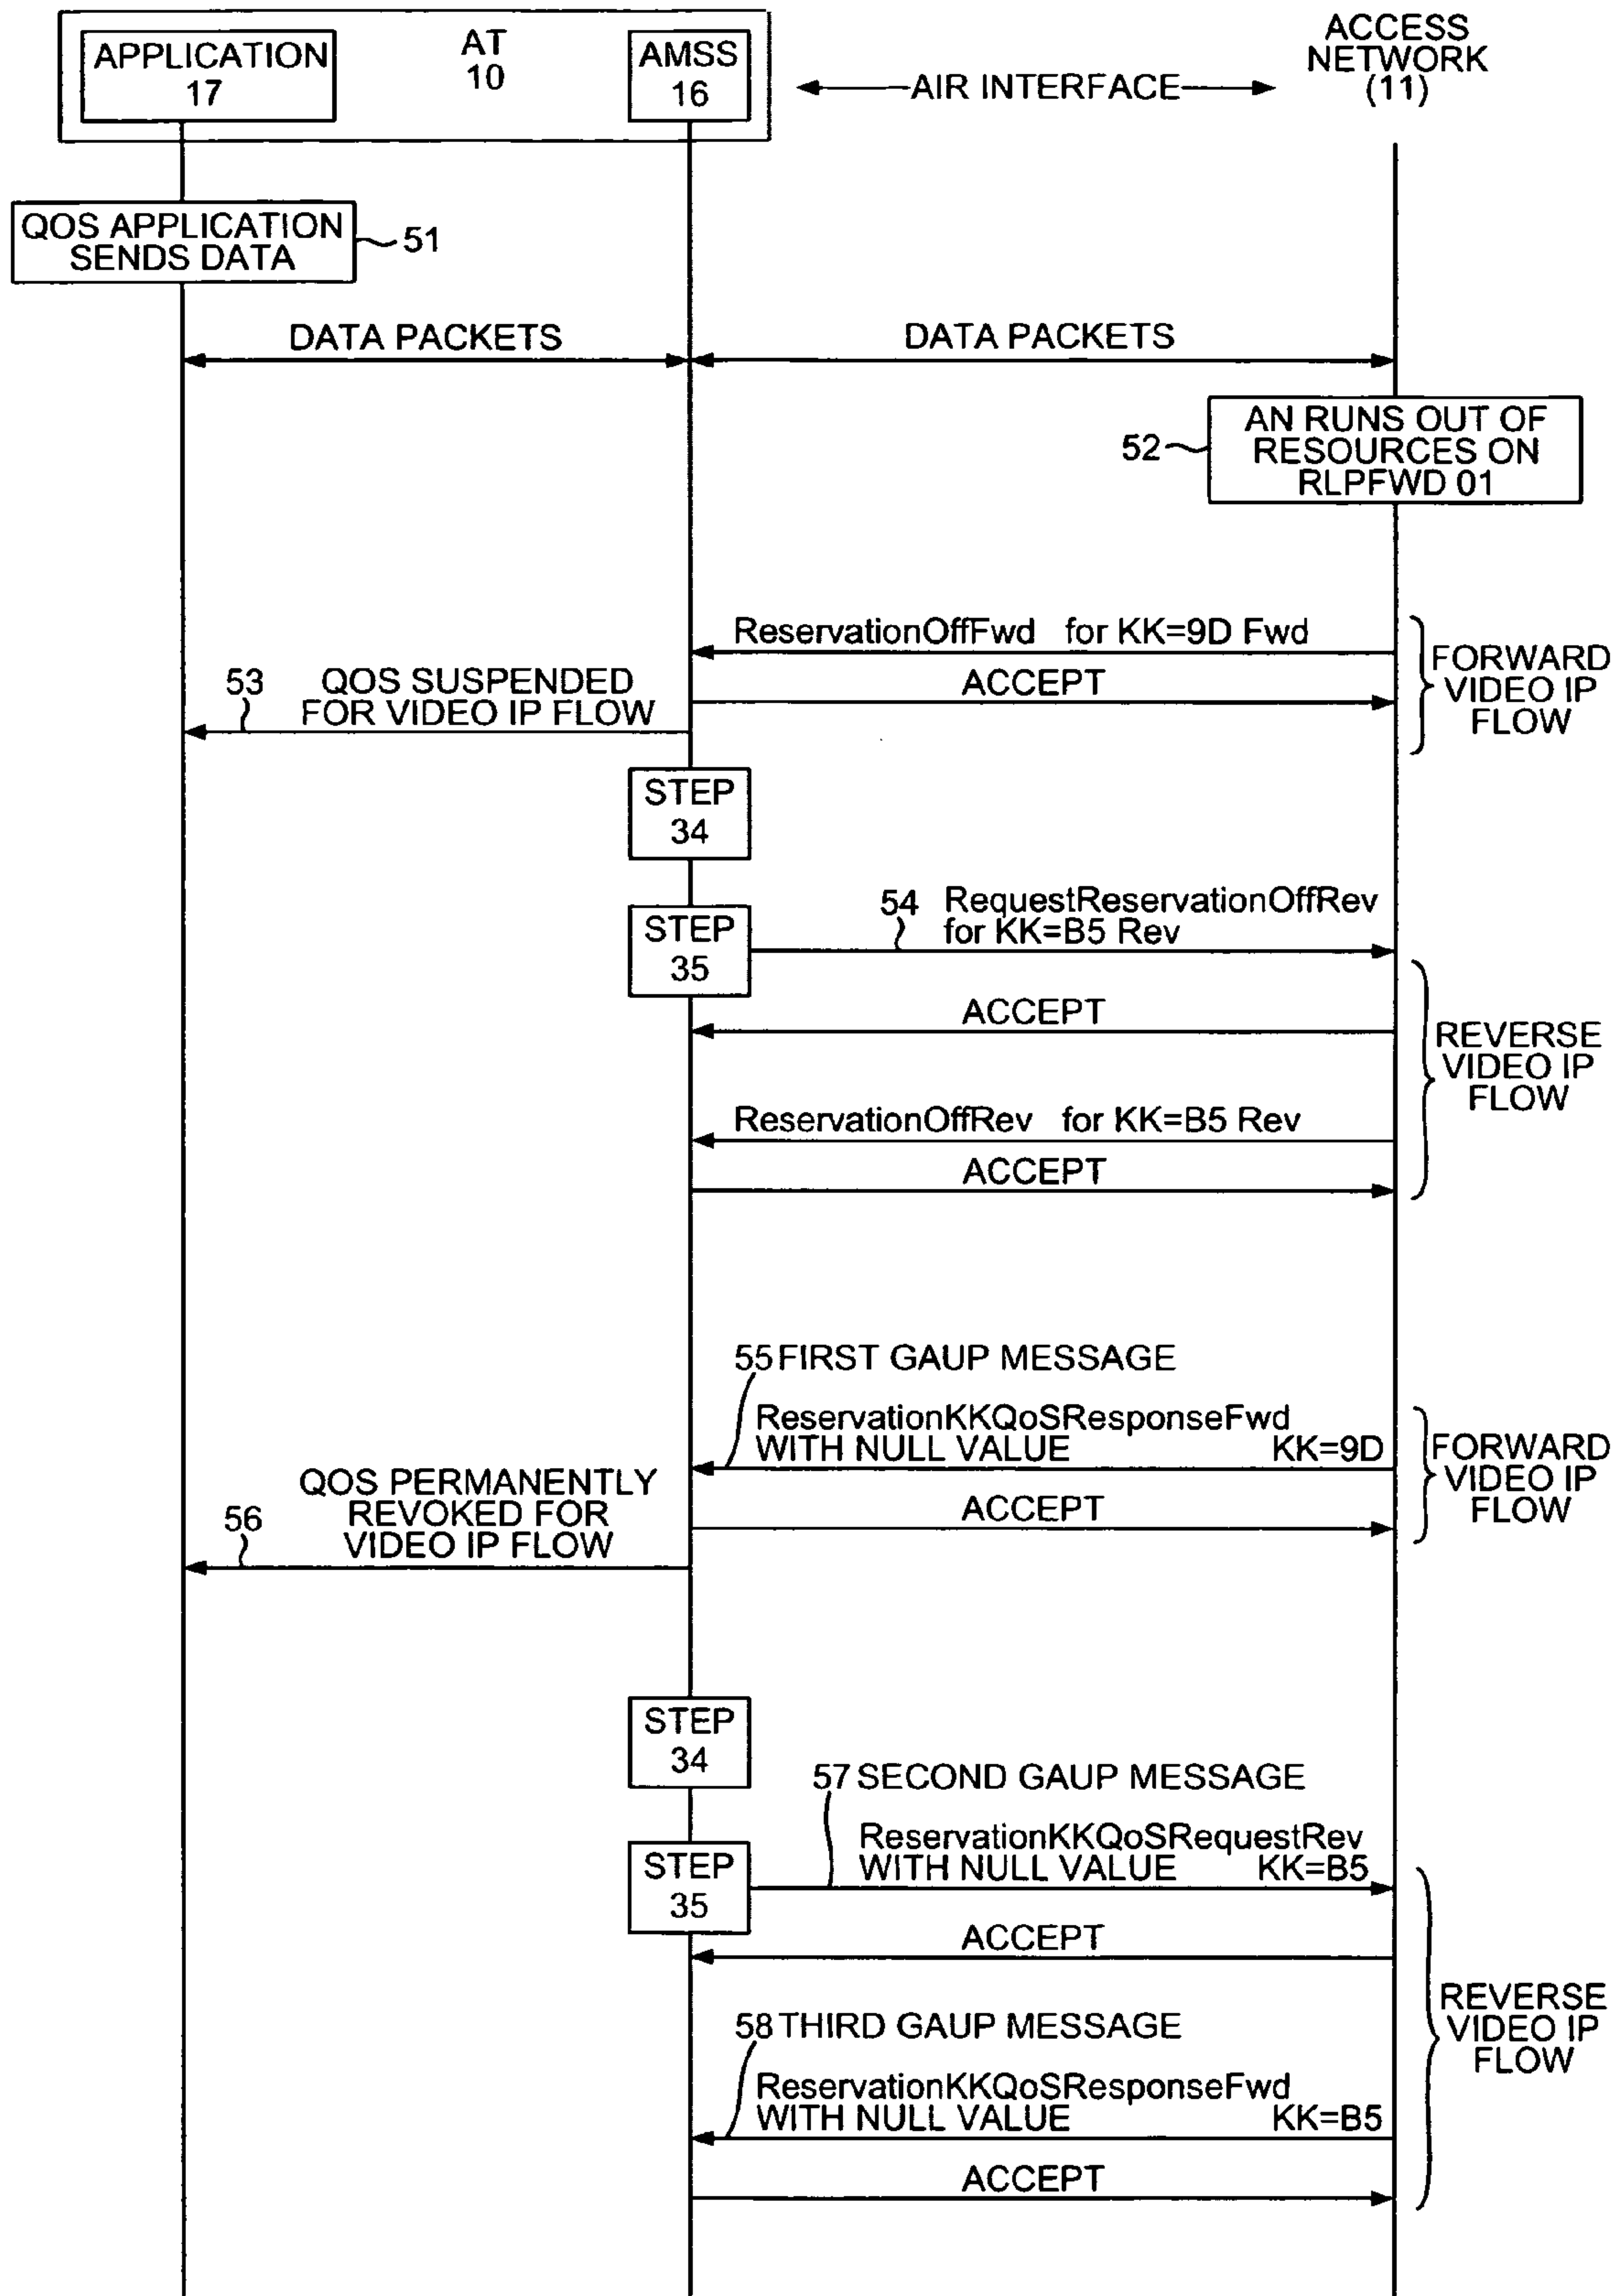 APPLICATION
17
AT
10
AMSS
16
AIR INTERFACE
ACCESS
NETWORK
(11)
QOS APPLICATION
SENDS DATA
51
DATA PACKETS
DATA PACKETS
52
AN RUNS OUT OF
RESOURCES ON
RLPFWD 01
ReservationOffFwd for KK=9D Fwd
ACCEPT
FORWARD
VIDEO IP
FLOW
53
QOS SUSPENDED
FOR VIDEO IP FLOW
STEP
34
STEP
35
54 RequestReservationOffRev
for KK=B5 Rev
ACCEPT
ReservationOffRev for KK=B5 Rev
ACCEPT
REVERSE
VIDEO IP
FLOW
55 FIRST GAUP MESSAGE
ReservationKKQoSResponseFwd
WITH NULL VALUE KK=9D
ACCEPT
FORWARD
VIDEO IP
FLOW
56
QOS PERMANENTLY
REVOKED FOR
VIDEO IP FLOW
STEP
34
57 SECOND GAUP MESSAGE
STEP
35
ReservationKKQoSRequestRev
WITH NULL VALUE KK=B5
ACCEPT
58 THIRD GAUP MESSAGE
ReservationKKQoSResponseFwd
WITH NULL VALUE KK=B5
ACCEPT
REVERSE
VIDEO IP
FLOW